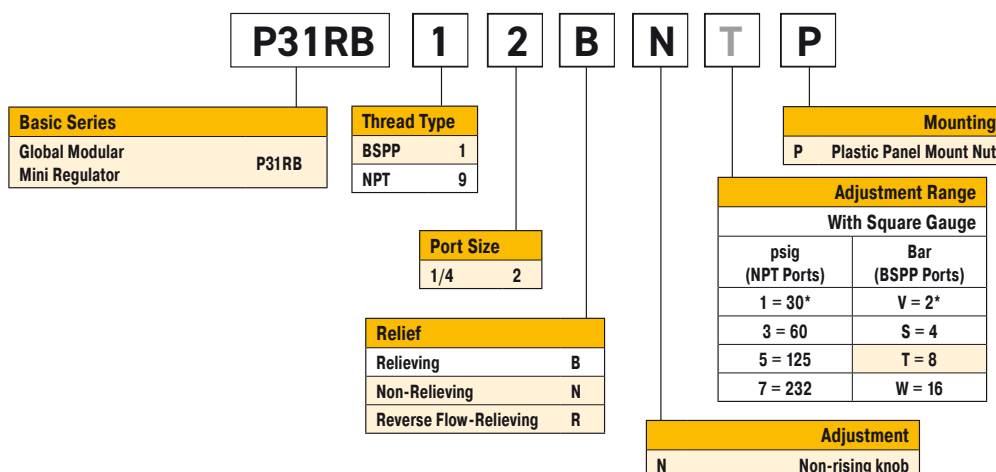 P31RB 1 2 B N T P
Basic Series
Global Modular
Mini Regulator P31RB
Thread Type
BSPP 1
NPT 9
Port Size
1/4 2
Relief
Relieving B
Non-Relieving N
Reverse Flow-Relieving R
Mounting
P Plastic Panel Mount Nut
Adjustment Range
With Square Gauge
psig Bar
(NPT Ports) (BSPP Ports)
1 = 30* V = 2*
3 = 60 S = 4
5 = 125 T = 8
7 = 232 W = 16
Adjustment
N Non-rising knob